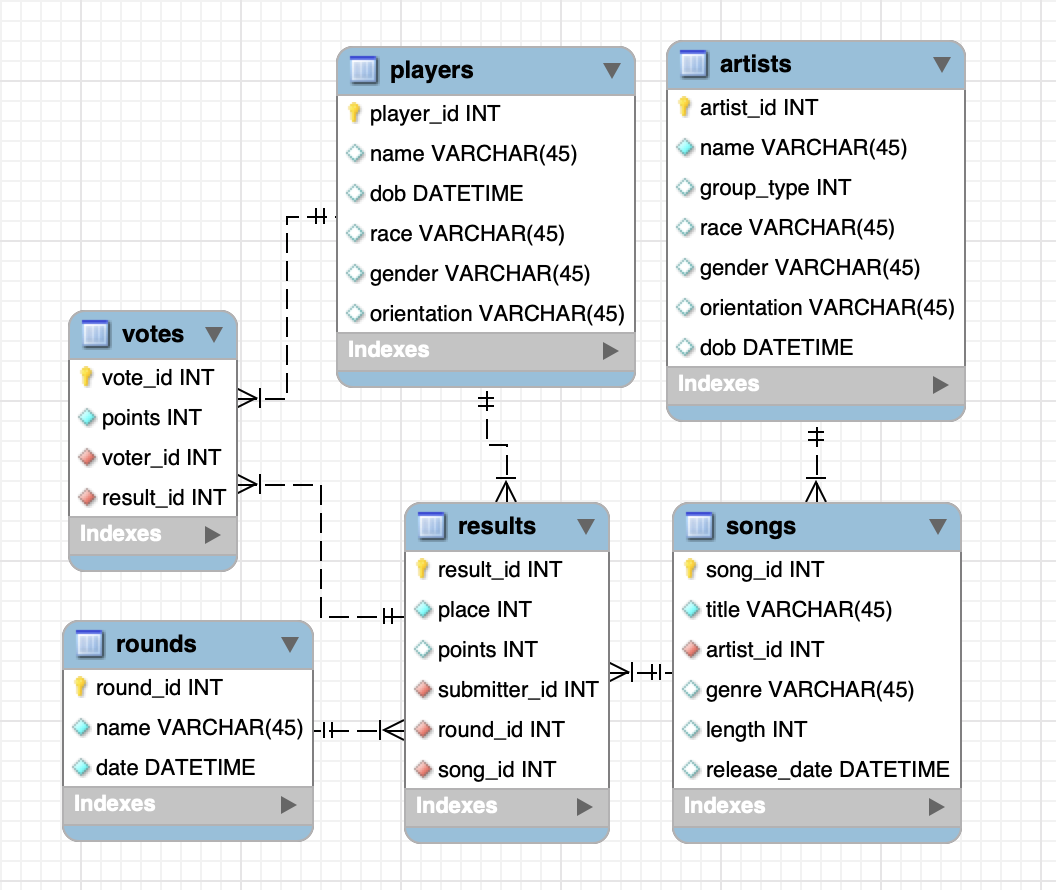 players
player_id INT
name VARCHAR(45)
dob DATETIME
race VARCHAR(45)
gender VARCHAR(45)
orientation VARCHAR(45)
Indexes
artists
artist_id INT
name VARCHAR(45)
group_type INT
race VARCHAR(45)
gender VARCHAR(45)
orientation VARCHAR(45)
dob DATETIME
Indexes
votes
vote_id INT
points INT
voter_id INT
result_id INT
Indexes
rounds
round_id INT
name VARCHAR(45)
date DATETIME
Indexes
results
result_id INT
place INT
points INT
submitter_id INT
round_id INT
song_id INT
Indexes
songs
song_id INT
title VARCHAR(45)
artist_id INT
genre VARCHAR(45)
length INT
release_date DATETIME
Indexes